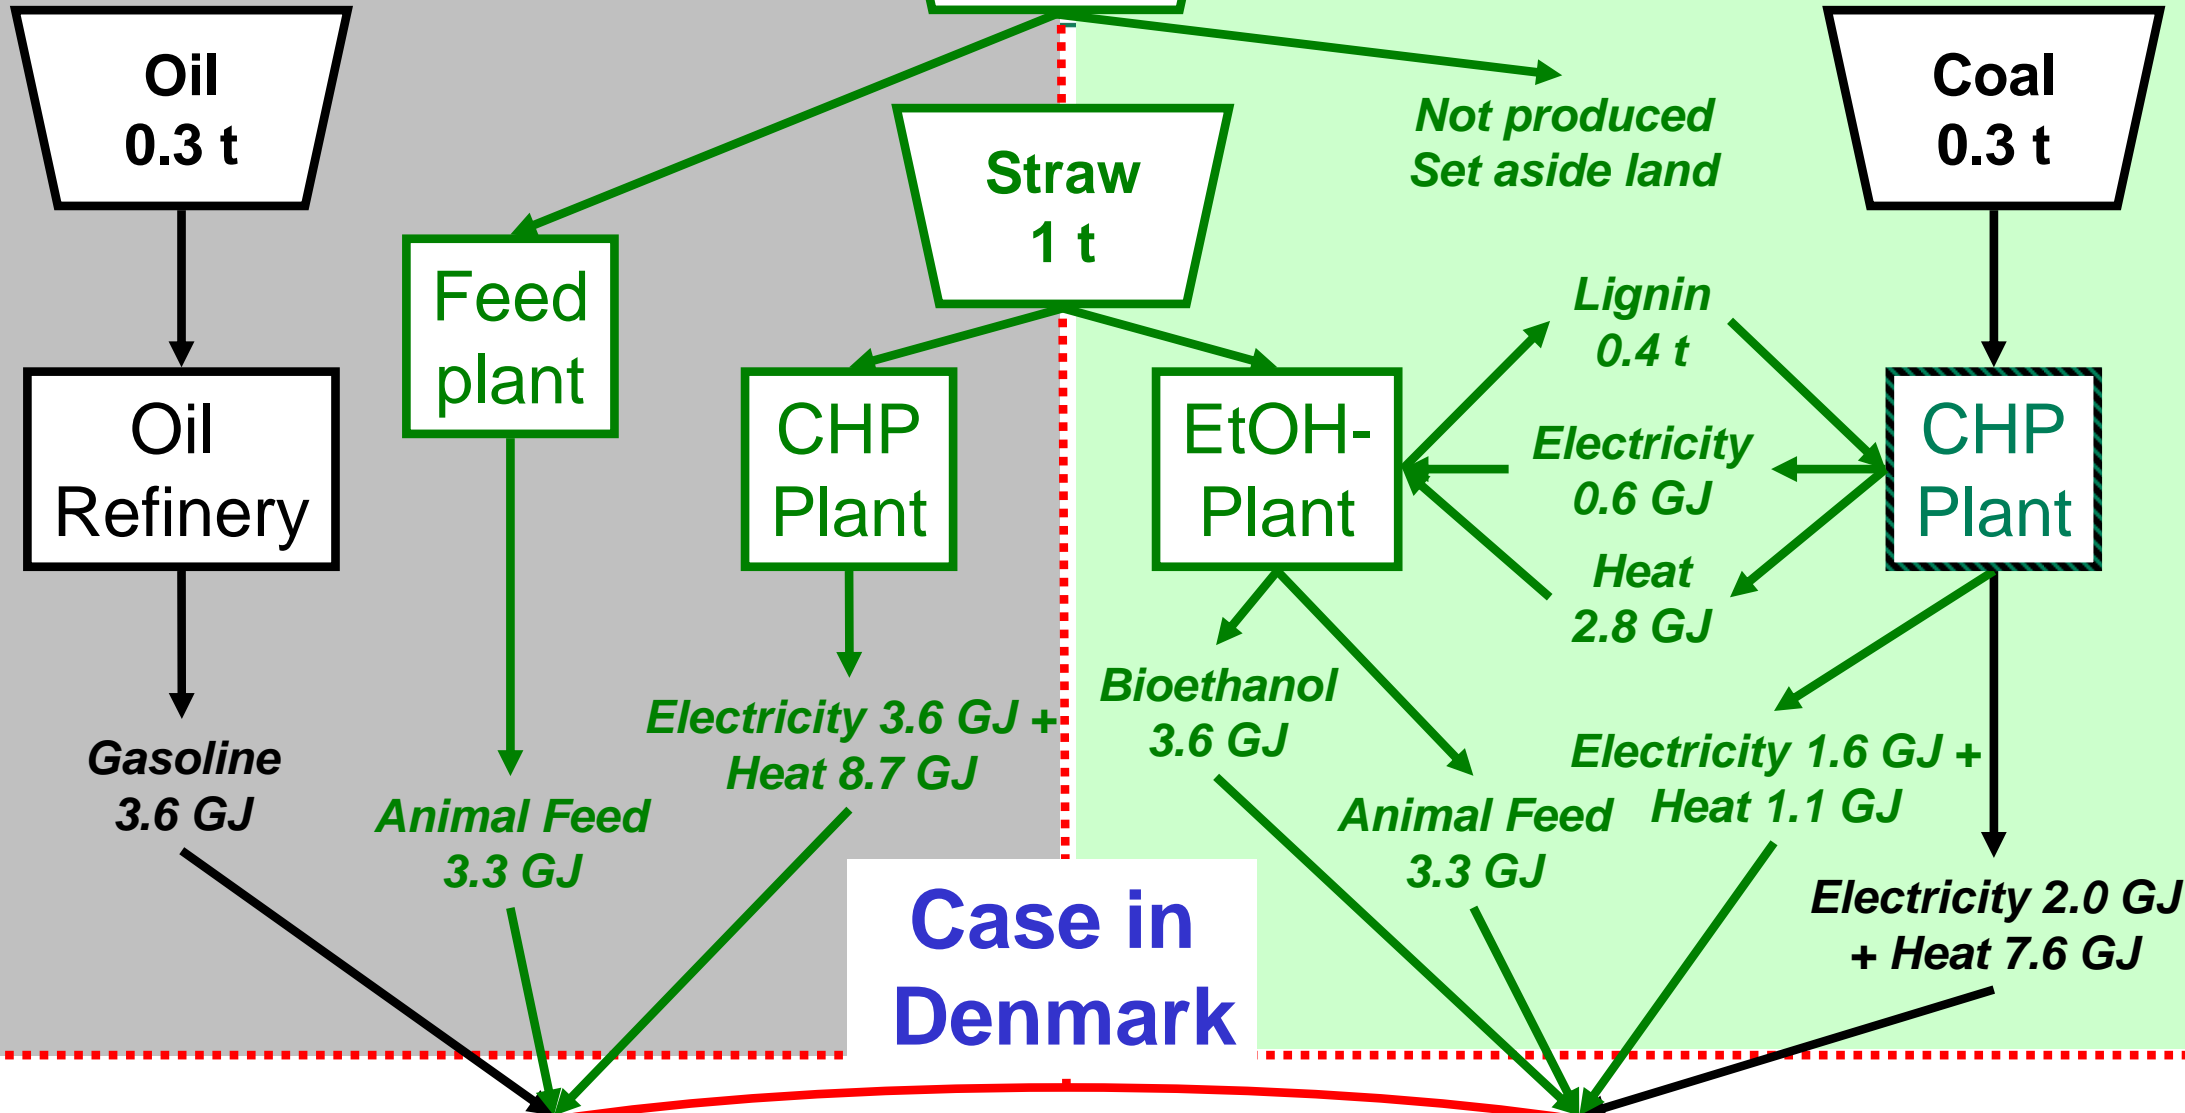 Oil
0.3 t
Coal
0.3 t
Not produced
Set aside land
Straw
1 t
Feed
plant
Lignin
0.4 t
Oil
Refinery
CHP
Plant
EtOH-
Plant
Electricity
0.6 GJ
CHP
Plant
Heat
2.8 GJ
Gasoline
3.6 GJ
Animal Feed
3.3 GJ
Electricity 3.6 GJ +
Heat 8.7 GJ
Bioethanol
3.6 GJ
Animal Feed
3.3 GJ
Electricity 1.6 GJ +
Heat 1.1 GJ
Electricity 2.0 GJ
+ Heat 7.6 GJ
Case in
Denmark